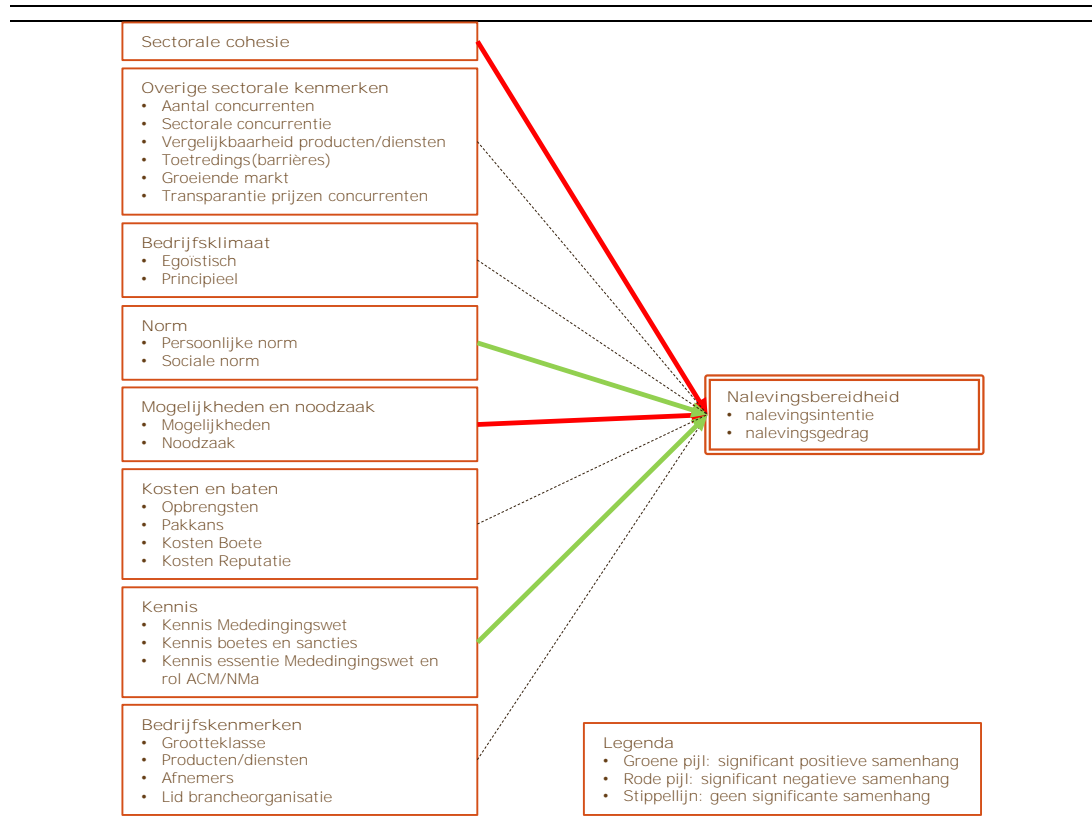 Sectorale cohesie
Overige sectorale kenmerken
• Aantal concurrenten
• Sectorale concurrentie
• Vergelijkbaarheid producten/diensten
• Toetredings(barrières)
• Groeiende markt
• Transparantie prijzen concurrenten
Bedrijfsklimaat
• Egoïstisch
• Principieel
Norm
• Persoonlijke norm
• Sociale norm
Mogelijkheden en noodzaak
• Mogelijkheden
• Noodzaak
Kosten en baten
• Opbrengsten
• Pakkans
• Kosten Boete
• Kosten Reputatie
Kennis
• Kennis Mededingingswet
• Kennis boetes en sancties
• Kennis essentie Mededingingswet en
rol ACM/NMa
Bedrijfskenmerken
• Grootteklasse
• Producten/diensten
• Afnemers
• Lid brancheorganisatie
Nalevingsbereidheid
• nalevingsintentie
• nalevingsgedrag
Legenda
• Groene pijl: significant positieve samenhang
• Rode pijl: significant negatieve samenhang
• Stippellijn: geen significante samenhang